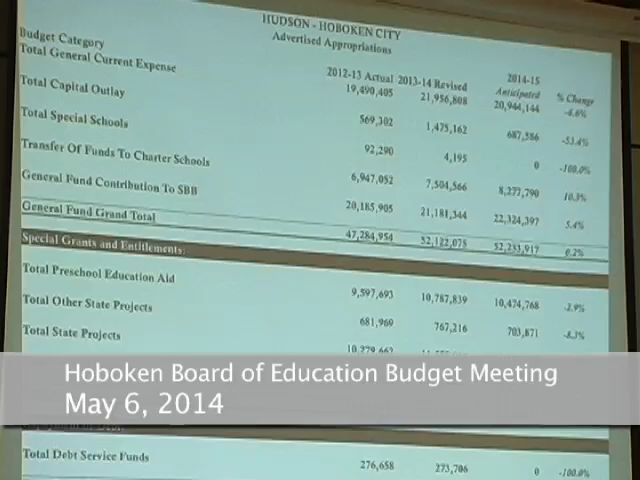 HUDSON - HOBOKEN CITY
Advertised Appropriations
Budget Category 2012-13 Actual 2013-14 Revised 2014-15 Anticipated % Change
Total General Current Expense 19,490,405 21,956,808 20,944,144 -4.6%
Total Capital Outlay 569,302 1,475,162 687,586 -53.4%
Total Special Schools 92,290 4,195 0 -100.0%
Transfer Of Funds To Charter Schools 6,947,052 7,504,566 8,277,790 10.3%
General Fund Contribution To SBB 20,185,905 21,181,344 22,324,397 5.4%
General Fund Grand Total 47,284,954 52,122,075 52,233,917 0.2%
Special Grants and Entitlements:
Total Preschool Education Aid 9,597,693 10,787,839 10,474,768 -2.9%
Total Other State Projects 681,969 767,216 703,871 -8.3%
Total State Projects 10,279,662
Hoboken Board of Education Budget Meeting
May 6, 2014
Total Debt Service Funds 276,658 273,706 0 -100.0%